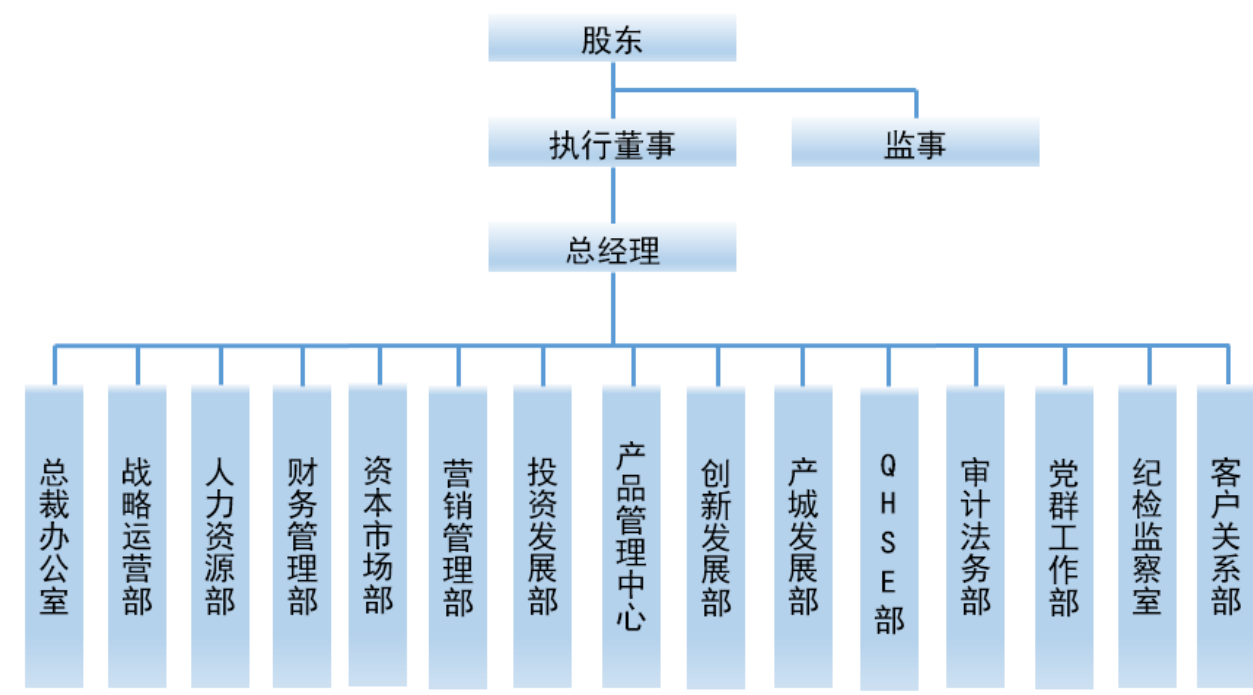 股东
执行董事
监事
总经理
总裁办公室
战略运营部
人力资源部
财务管理部
资本市场部
营销管理部
投资发展部
产品管理中心
创新发展部
产城发展部
QHSE部
审计法务部
党群工作部
纪检监察室
客户关系部